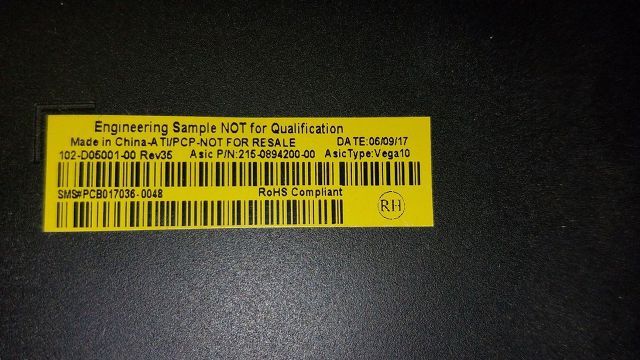 Engineering Sample NOT for Qualification
Made in China-ATI/PCP-NOT FOR RESALE DATE:06/09/17
102-D05001-00 Rev35 Asic P/N:215-0894200-00 AsicType:Vega10
SMS#PCB017036-0048 RoHS Compliant
RH